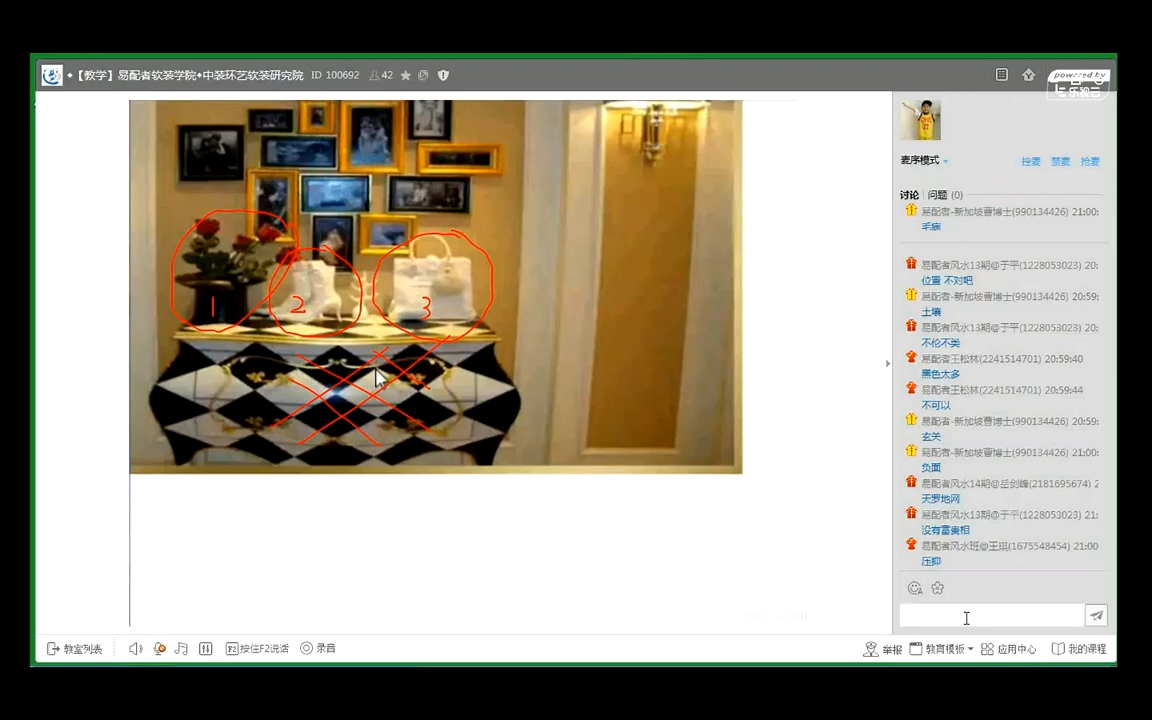 ◆【教学】易配者软装学院◆中装环艺软装研究院 ID 100692 42
powered by
乐视云
麦序模式
控麦 禁麦 抢麦
讨论 问题 (0)
易配者-新加坡曹博士(990134426) 21:00:
毛病
易配者风水13期@于平(1228053023) 20:
位置 不对吧
易配者-新加坡曹博士(990134426) 20:59:
土壤
易配者风水13期@于平(1228053023) 20:
不伦不类
易配者王松林(2241514701) 20:59:40
黑色太多
易配者王松林(2241514701) 20:59:44
不可以
易配者-新加坡曹博士(990134426) 20:59:
玄关
易配者-新加坡曹博士(990134426) 21:00:
负面
易配者风水14期@岳剑峰(2181695674) 2
天罗地网
易配者风水13期@于平(1228053023) 21:
没有富贵相
易配者风水班@王琪(1675548454) 21:00
压抑
1 2 3
教室列表 F2 按住F2说话 录音 举报 教育模板 应用中心 我的课程